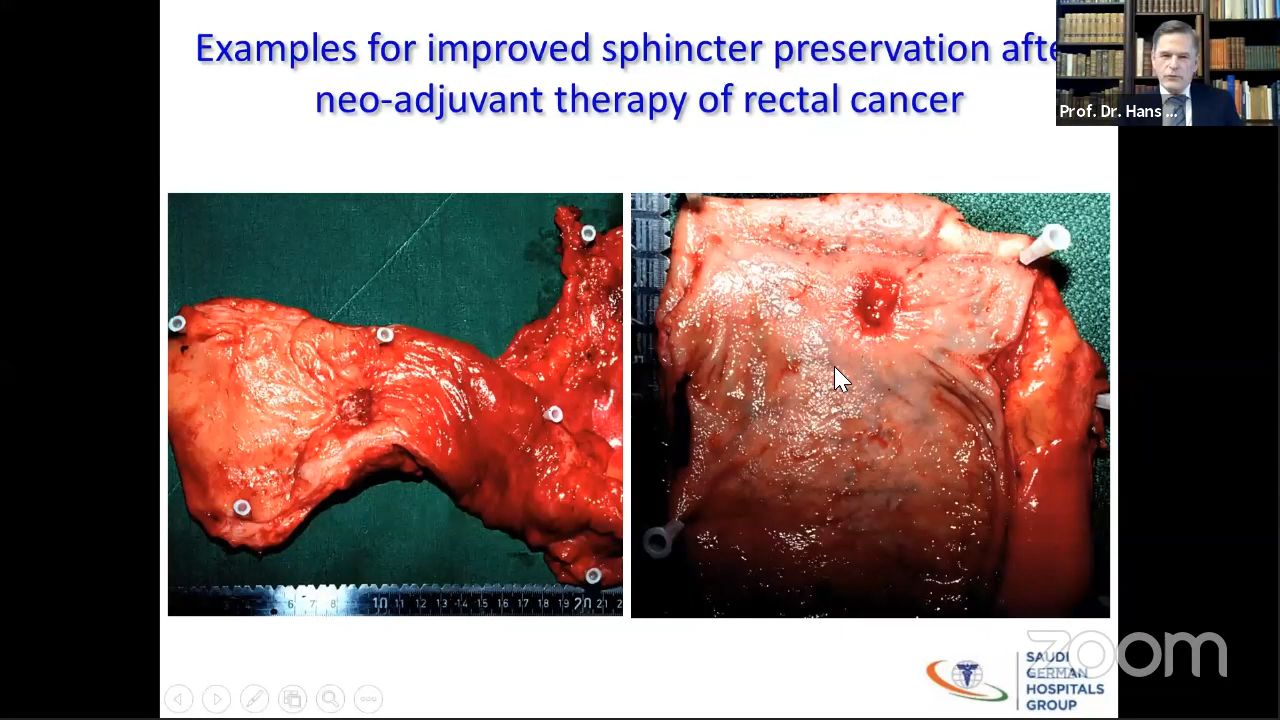 Examples for improved sphincter preservation afte
neo-adjuvant therapy of rectal cancer
Prof. Dr. Hans ...
6 7 8 10 11 12 13 14 15 16 17 18 19 20 21 2
zoom
SAUDI
GERMAN
HOSPITALS
GROUP